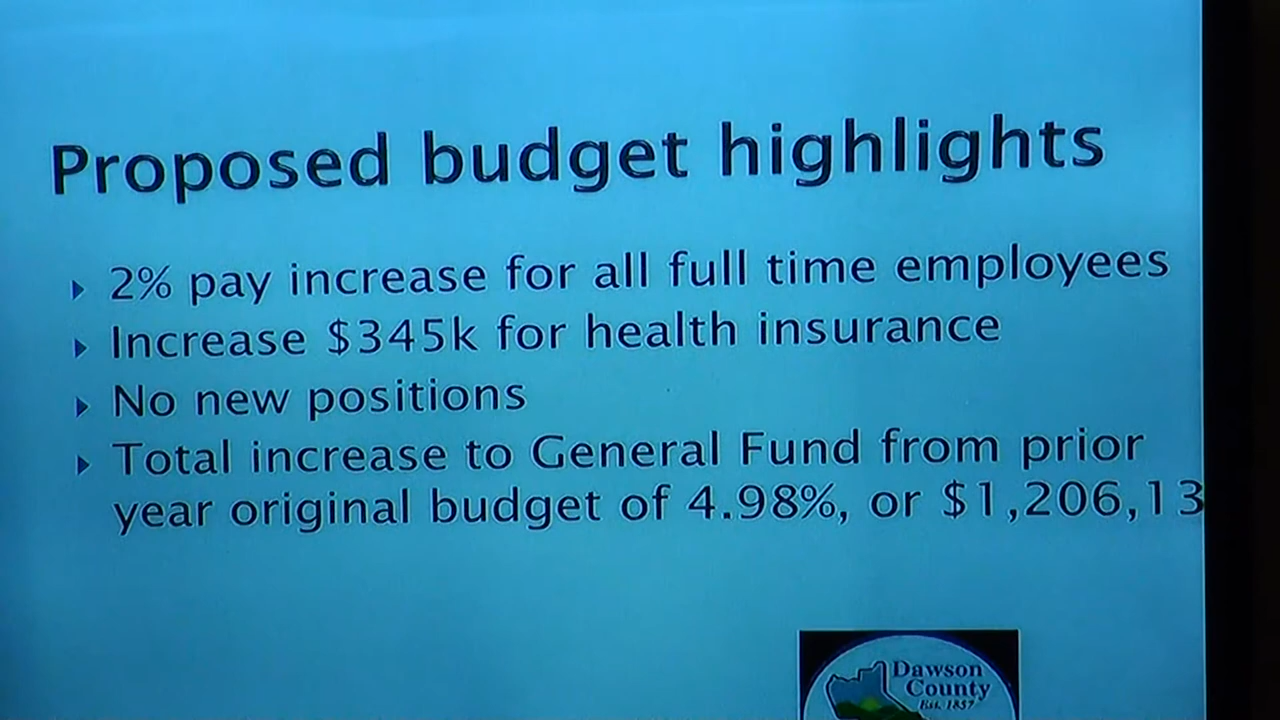 Proposed budget highlights
2% pay increase for all full time employees
Increase $345k for health insurance
No new positions
Total increase to General Fund from prior
year original budget of 4.98%, or $1,206,13
Dawson
County
Est. 1857